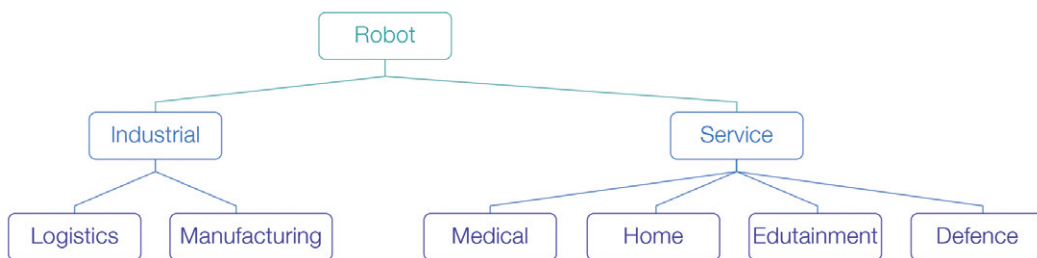 Robot
Industrial
Service
Logistics
Manufacturing
Medical
Home
Edutainment
Defence